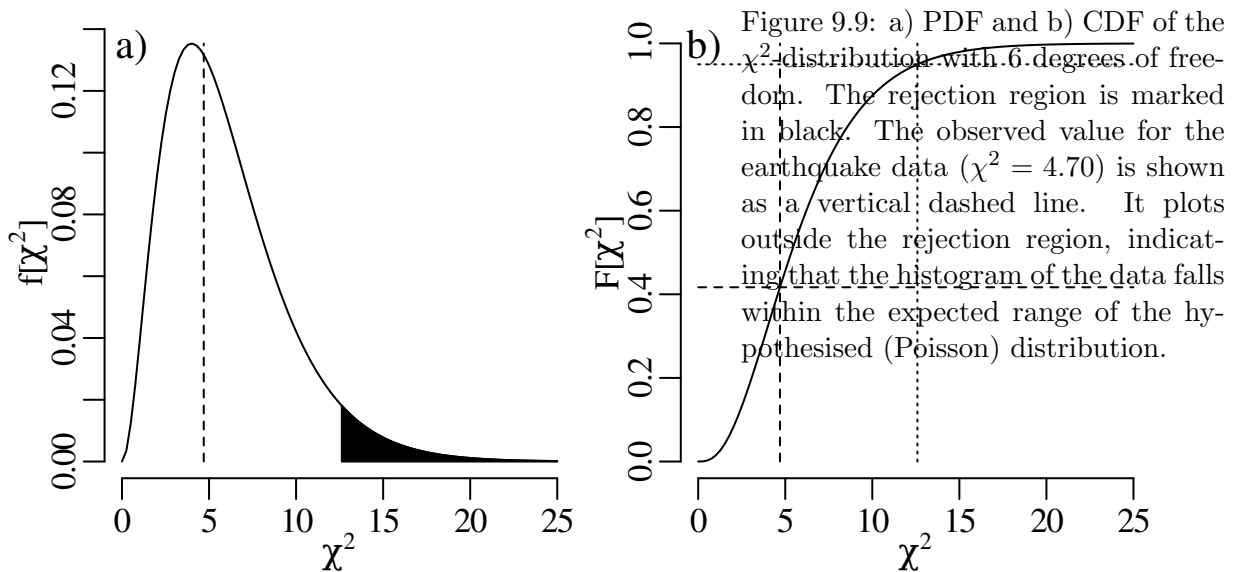 a)
f[χ²]
0.00
0.04
0.08
0.12
0 5 10 15 20 25
χ²
b)
F[χ²]
0.0
0.2
0.4
0.6
0.8
1.0
0 5 10 15 20 25
χ²
Figure 9.9: a) PDF and b) CDF of the
χ²-distribution with 6 degrees of free-
dom. The rejection region is marked
in black. The observed value for the
earthquake data (χ² = 4.70) is shown
as a vertical dashed line. It plots
outside the rejection region, indicat-
ing that the histogram of the data falls
within the expected range of the hy-
pothesised (Poisson) distribution.